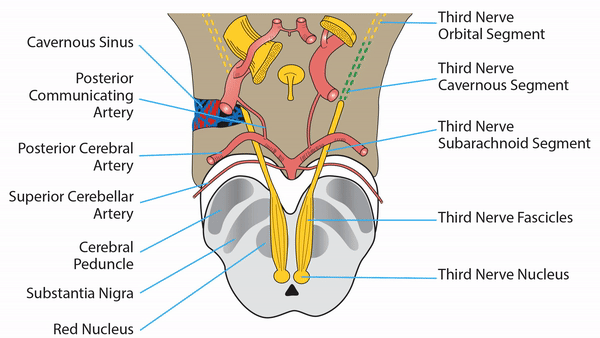 Cavernous Sinus
Posterior
Communicating
Artery
Posterior Cerebral
Artery
Superior Cerebellar
Artery
Cerebral
Peduncle
Substantia Nigra
Red Nucleus
Third Nerve
Orbital Segment
Third Nerve
Cavernous Segment
Third Nerve
Subarachnoid Segment
Third Nerve Fascicles
Third Nerve Nucleus